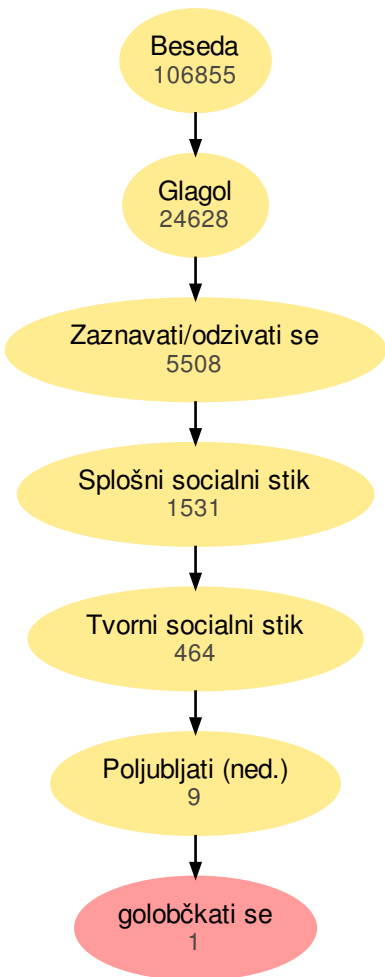 Beseda
106855
Glagol
24628
Zaznavati/odzivati se
5508
Splošni socialni stik
1531
Tvorni socialni stik
464
Poljubljati (ned.)
9
golobčkati se
1